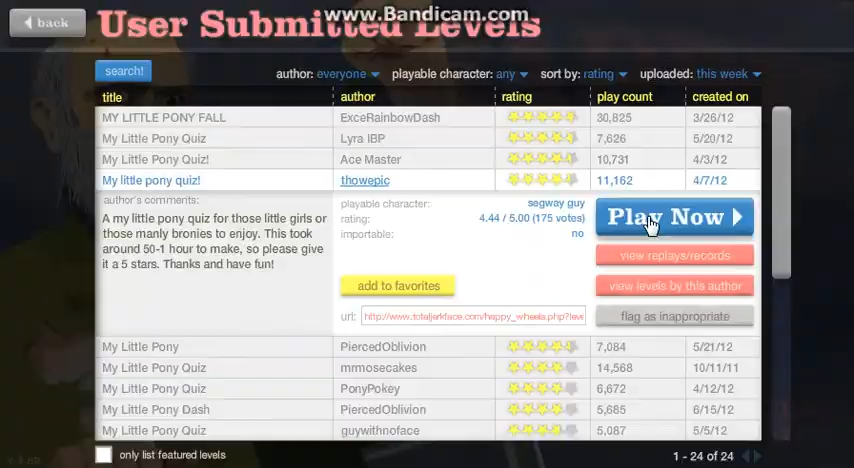 www.Bandicam.com
back
User Submitted Levels
search!
author: everyone playable character: any sort by: rating uploaded: this week
title author rating play count created on
MY LITTLE PONY FALL ExceRainbowDash 30,825 3/26/12
My Little Pony Quiz Lyra IBP 7,626 5/20/12
My Little Pony Quiz! Ace Master 10,731 4/3/12
My little pony quiz! thowepic 11,162 4/7/12
author's comments:
A my little pony quiz for those little girls or
those manly bronies to enjoy. This took
around 50-1 hour to make, so please give
it a 5 stars. Thanks and have fun!
playable character: segway guy
rating: 4.44 / 5.00 (175 votes)
importable: no
add to favorites
url: http://www.totaljerkface.com/happy_wheels.php?leve
Play Now
view replays/records
view levels by this author
flag as inappropriate
My Little Pony PiercedOblivion 7,084 5/21/12
My Little Pony Quiz mrmosecakes 14,568 10/11/11
My Little Pony Quiz PonyPokey 6,672 4/12/12
My Little Pony Dash PiercedOblivion 5,685 6/15/12
My Little Pony Quiz guywithnoface 5,087 5/5/12
only list featured levels
1 - 24 of 24